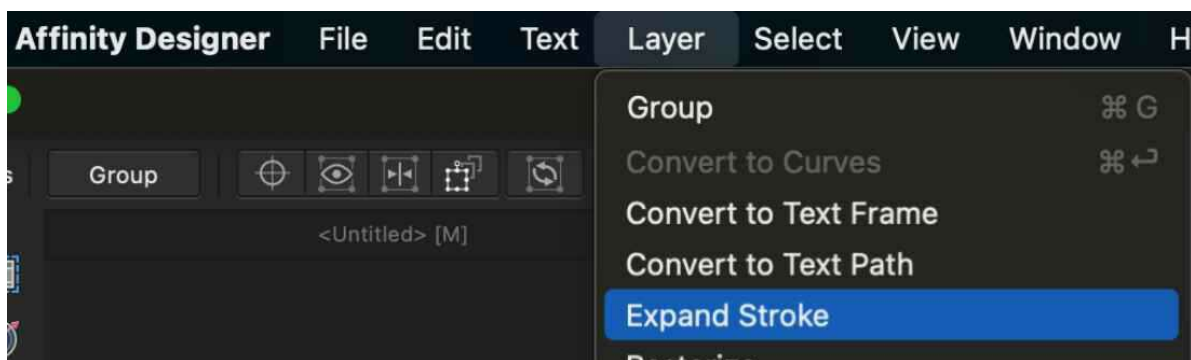 Affinity Designer File Edit Text Layer Select View Window
Group ⌘ G
Convert to Curves ⌘ ↩
Group
Convert to Text Frame
<Untitled> [M]
Convert to Text Path
Expand Stroke